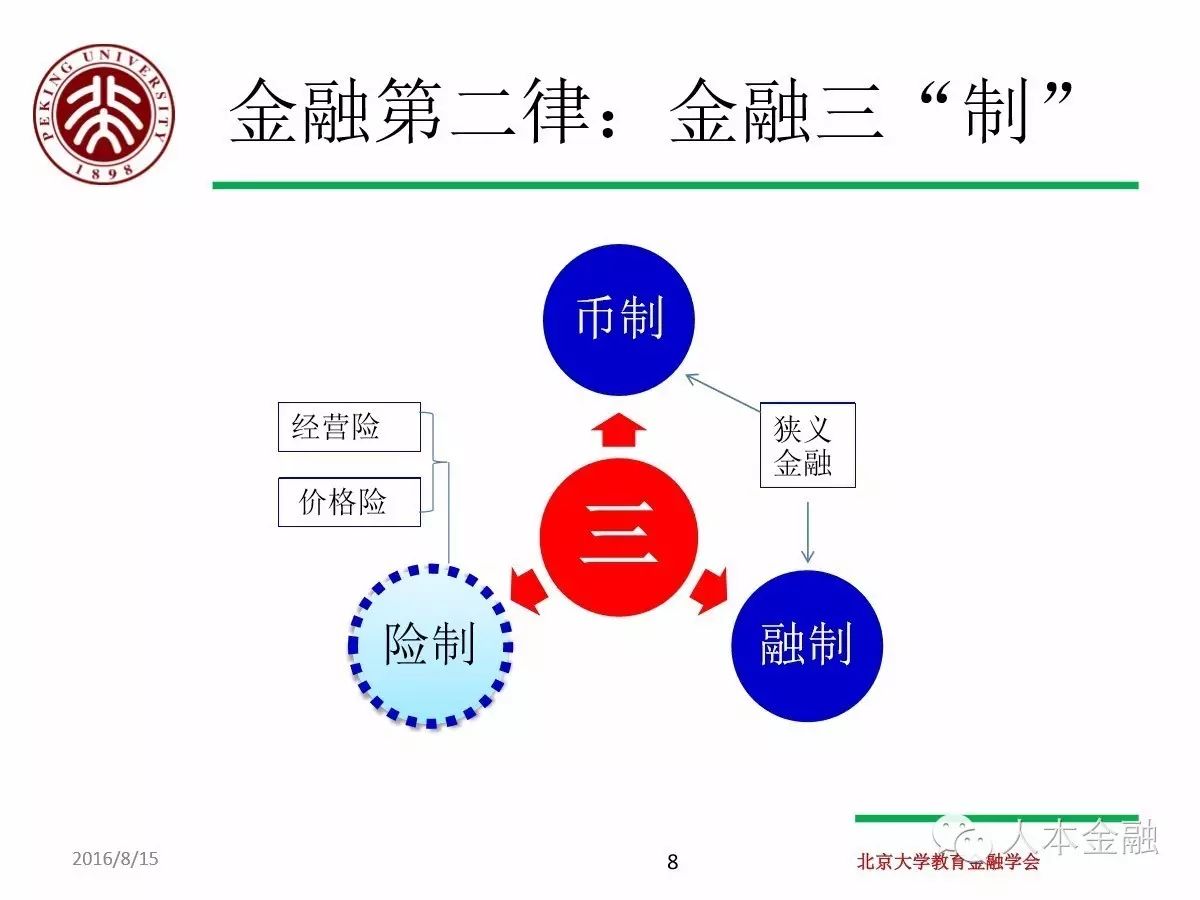 PEKING UNIVERSITY
1898
金融第二律：金融三“制”
币制
经营险
价格险
狭义
金融
三
险制
融制
2016/8/15
8
北京大学教育金融学会
人本金融